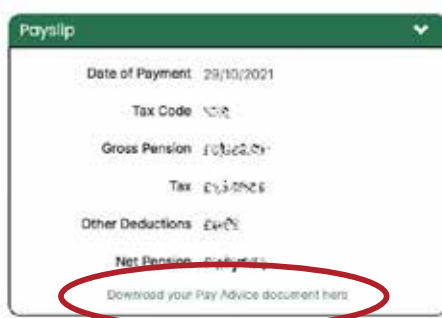 Payslip
Date of Payment 29/10/2021
Tax Code
Gross Pension
Tax
Other Deductions
Net Pension
Download your Pay Advice document here